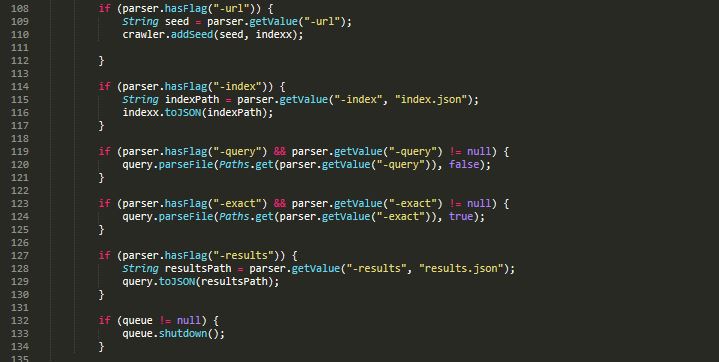 108 if (parser.hasFlag("-url")) {
109 String seed = parser.getValue("-url");
110 crawler.addSeed(seed, indexx);
111
112 }
113
114 if (parser.hasFlag("-index")) {
115 String indexPath = parser.getValue("-index", "index.json");
116 indexx.toJSON(indexPath);
117 }
118
119 if (parser.hasFlag("-query") && parser.getValue("-query") != null) {
120 query.parseFile(Paths.get(parser.getValue("-query")), false);
121 }
122
123 if (parser.hasFlag("-exact") && parser.getValue("-exact") != null) {
124 query.parseFile(Paths.get(parser.getValue("-exact")), true);
125 }
126
127 if (parser.hasFlag("-results")) {
128 String resultsPath = parser.getValue("-results", "results.json");
129 query.toJSON(resultsPath);
130 }
131
132 if (queue != null) {
133 queue.shutdown();
134 }
135